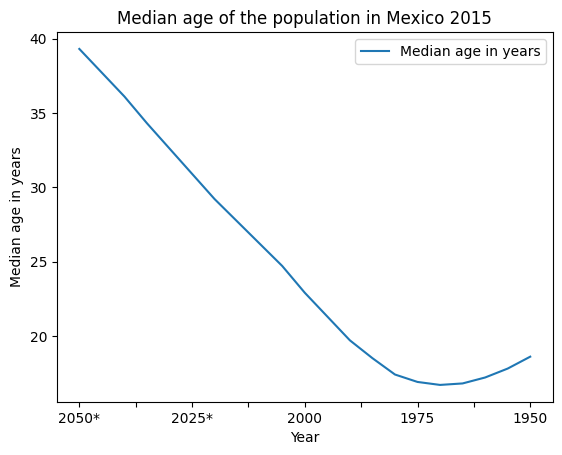 Median age of the population in Mexico 2015
Median age in years
40
35
30
25
20
Median age in years
2050*
2025*
2000
1975
1950
Year